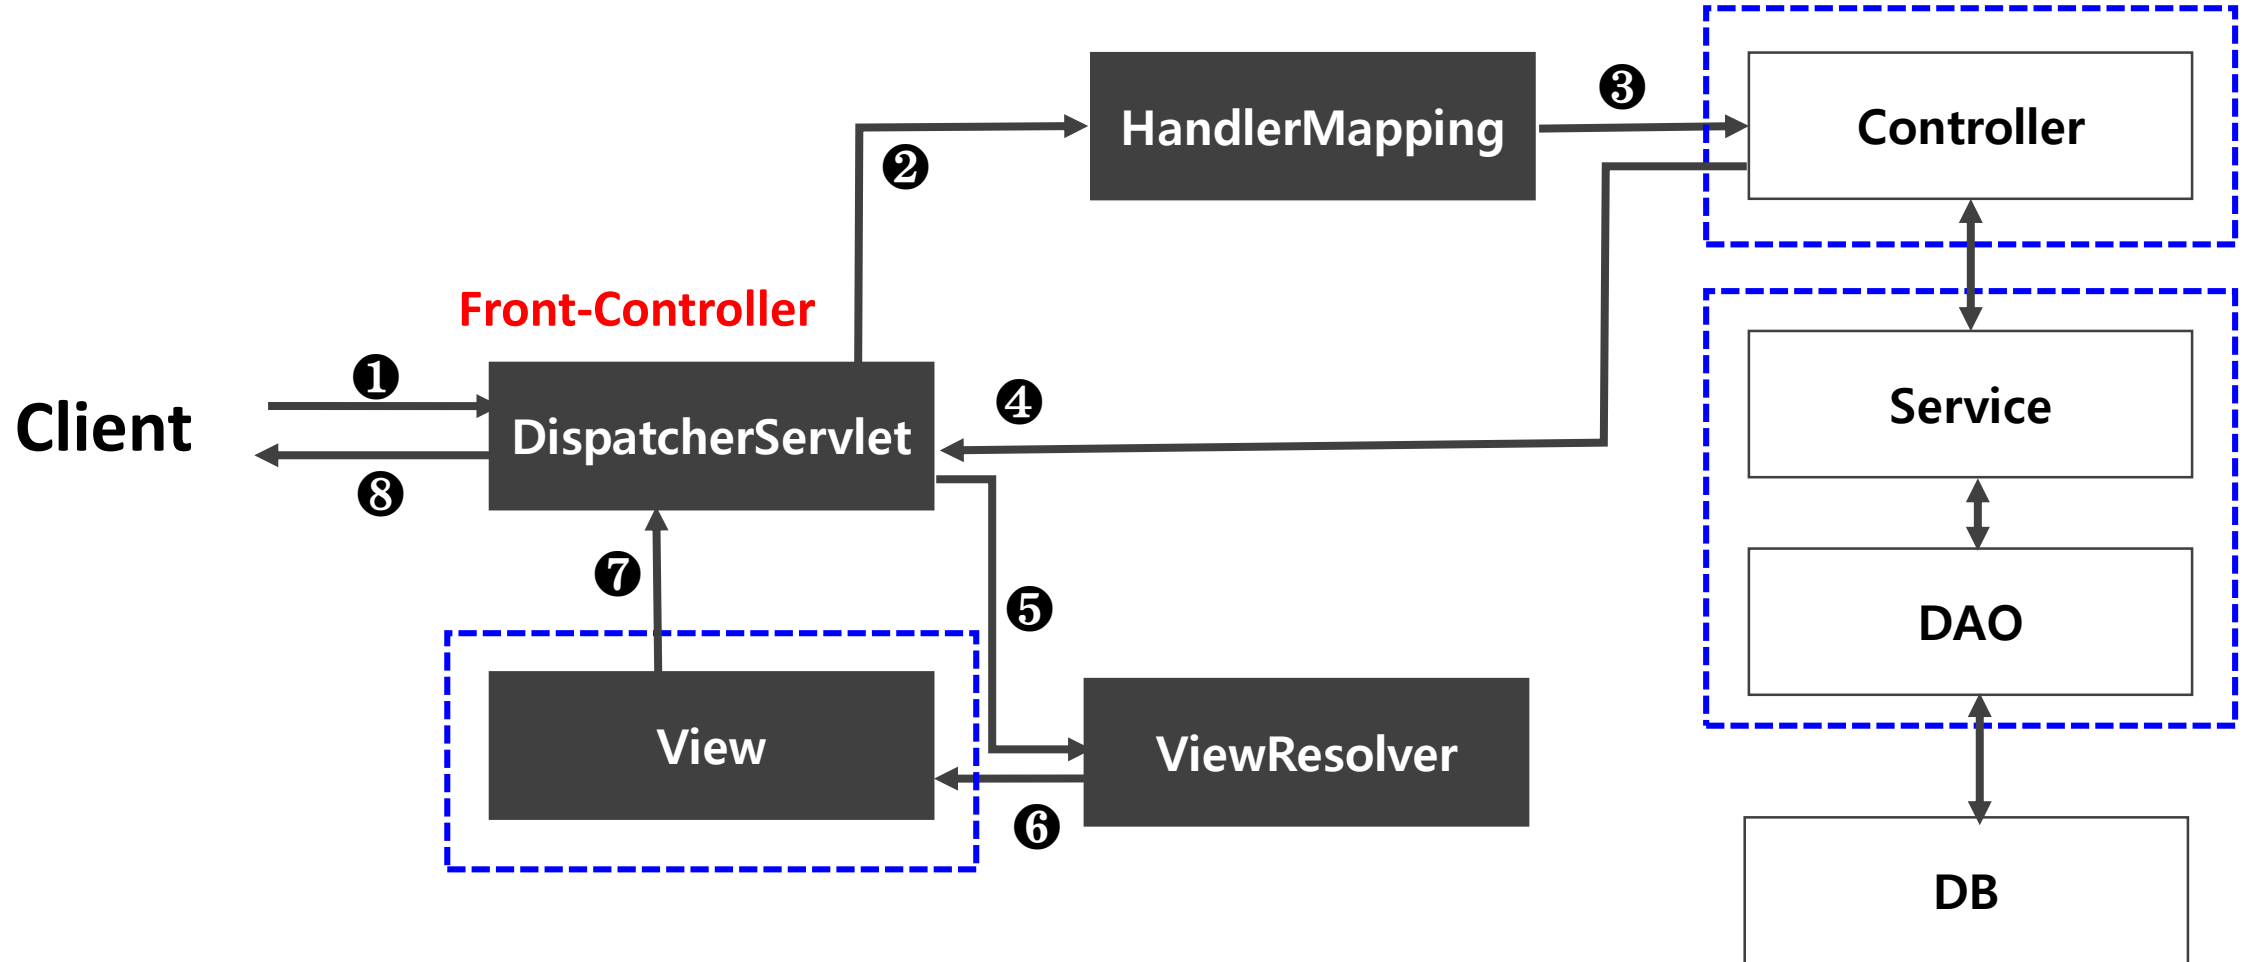 HandlerMapping
❸
Controller
❷
Front-Controller
❶
Client
DispatcherServlet
❹
Service
❽
❼
❺
DAO
View
ViewResolver
❻
DB